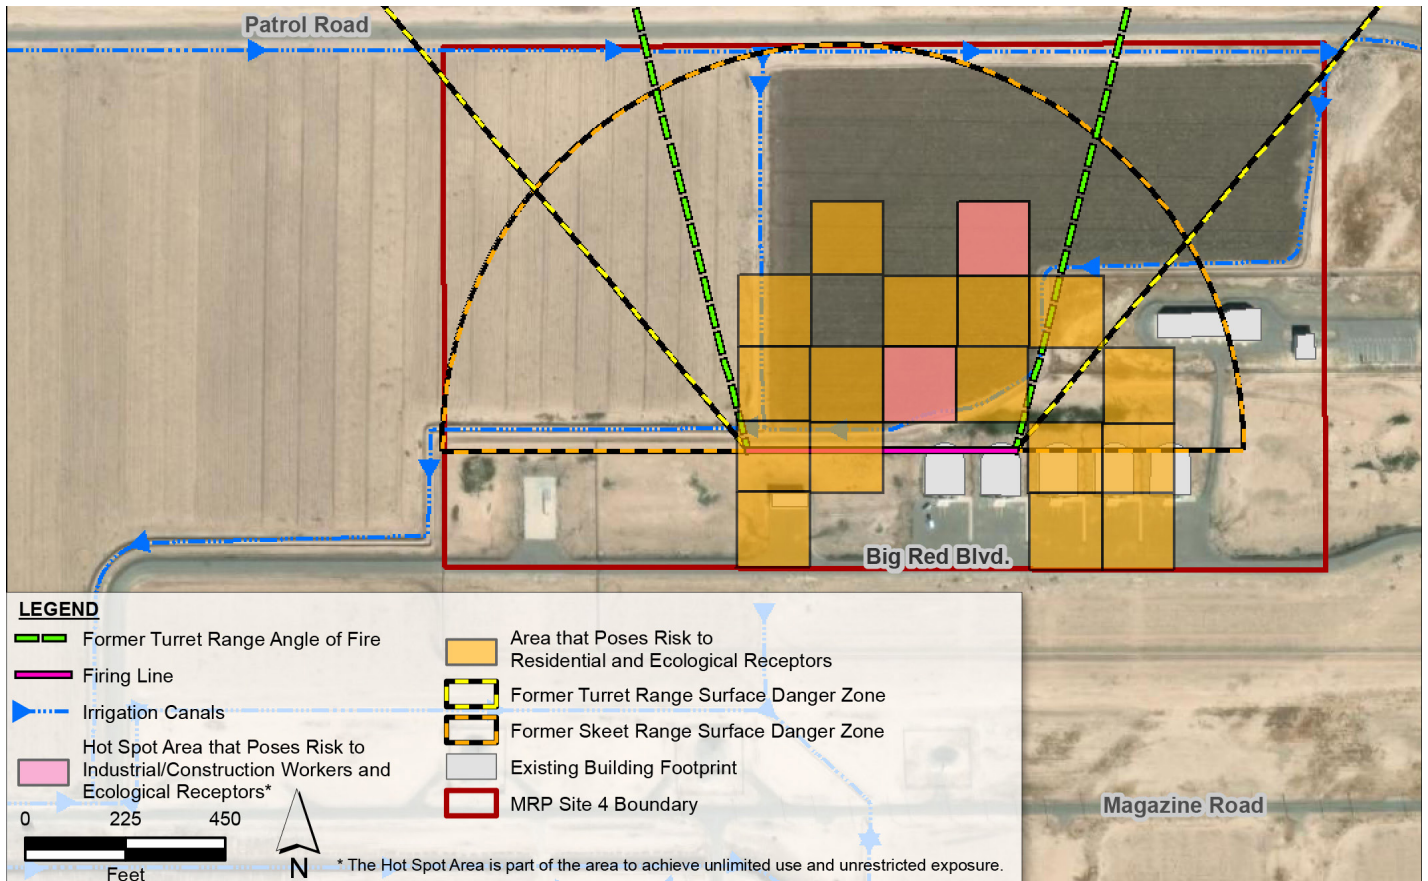 Patrol Road
Big Red Blvd.
LEGEND
Former Turret Range Angle of Fire
Firing Line
Irrigation Canals
Hot Spot Area that Poses Risk to
Industrial/Construction Workers and
Ecological Receptors*
0 225 450
Feet
N
Area that Poses Risk to
Residential and Ecological Receptors
Former Turret Range Surface Danger Zone
Former Skeet Range Surface Danger Zone
Existing Building Footprint
MRP Site 4 Boundary
* The Hot Spot Area is part of the area to achieve unlimited use and unrestricted exposure.
Magazine Road